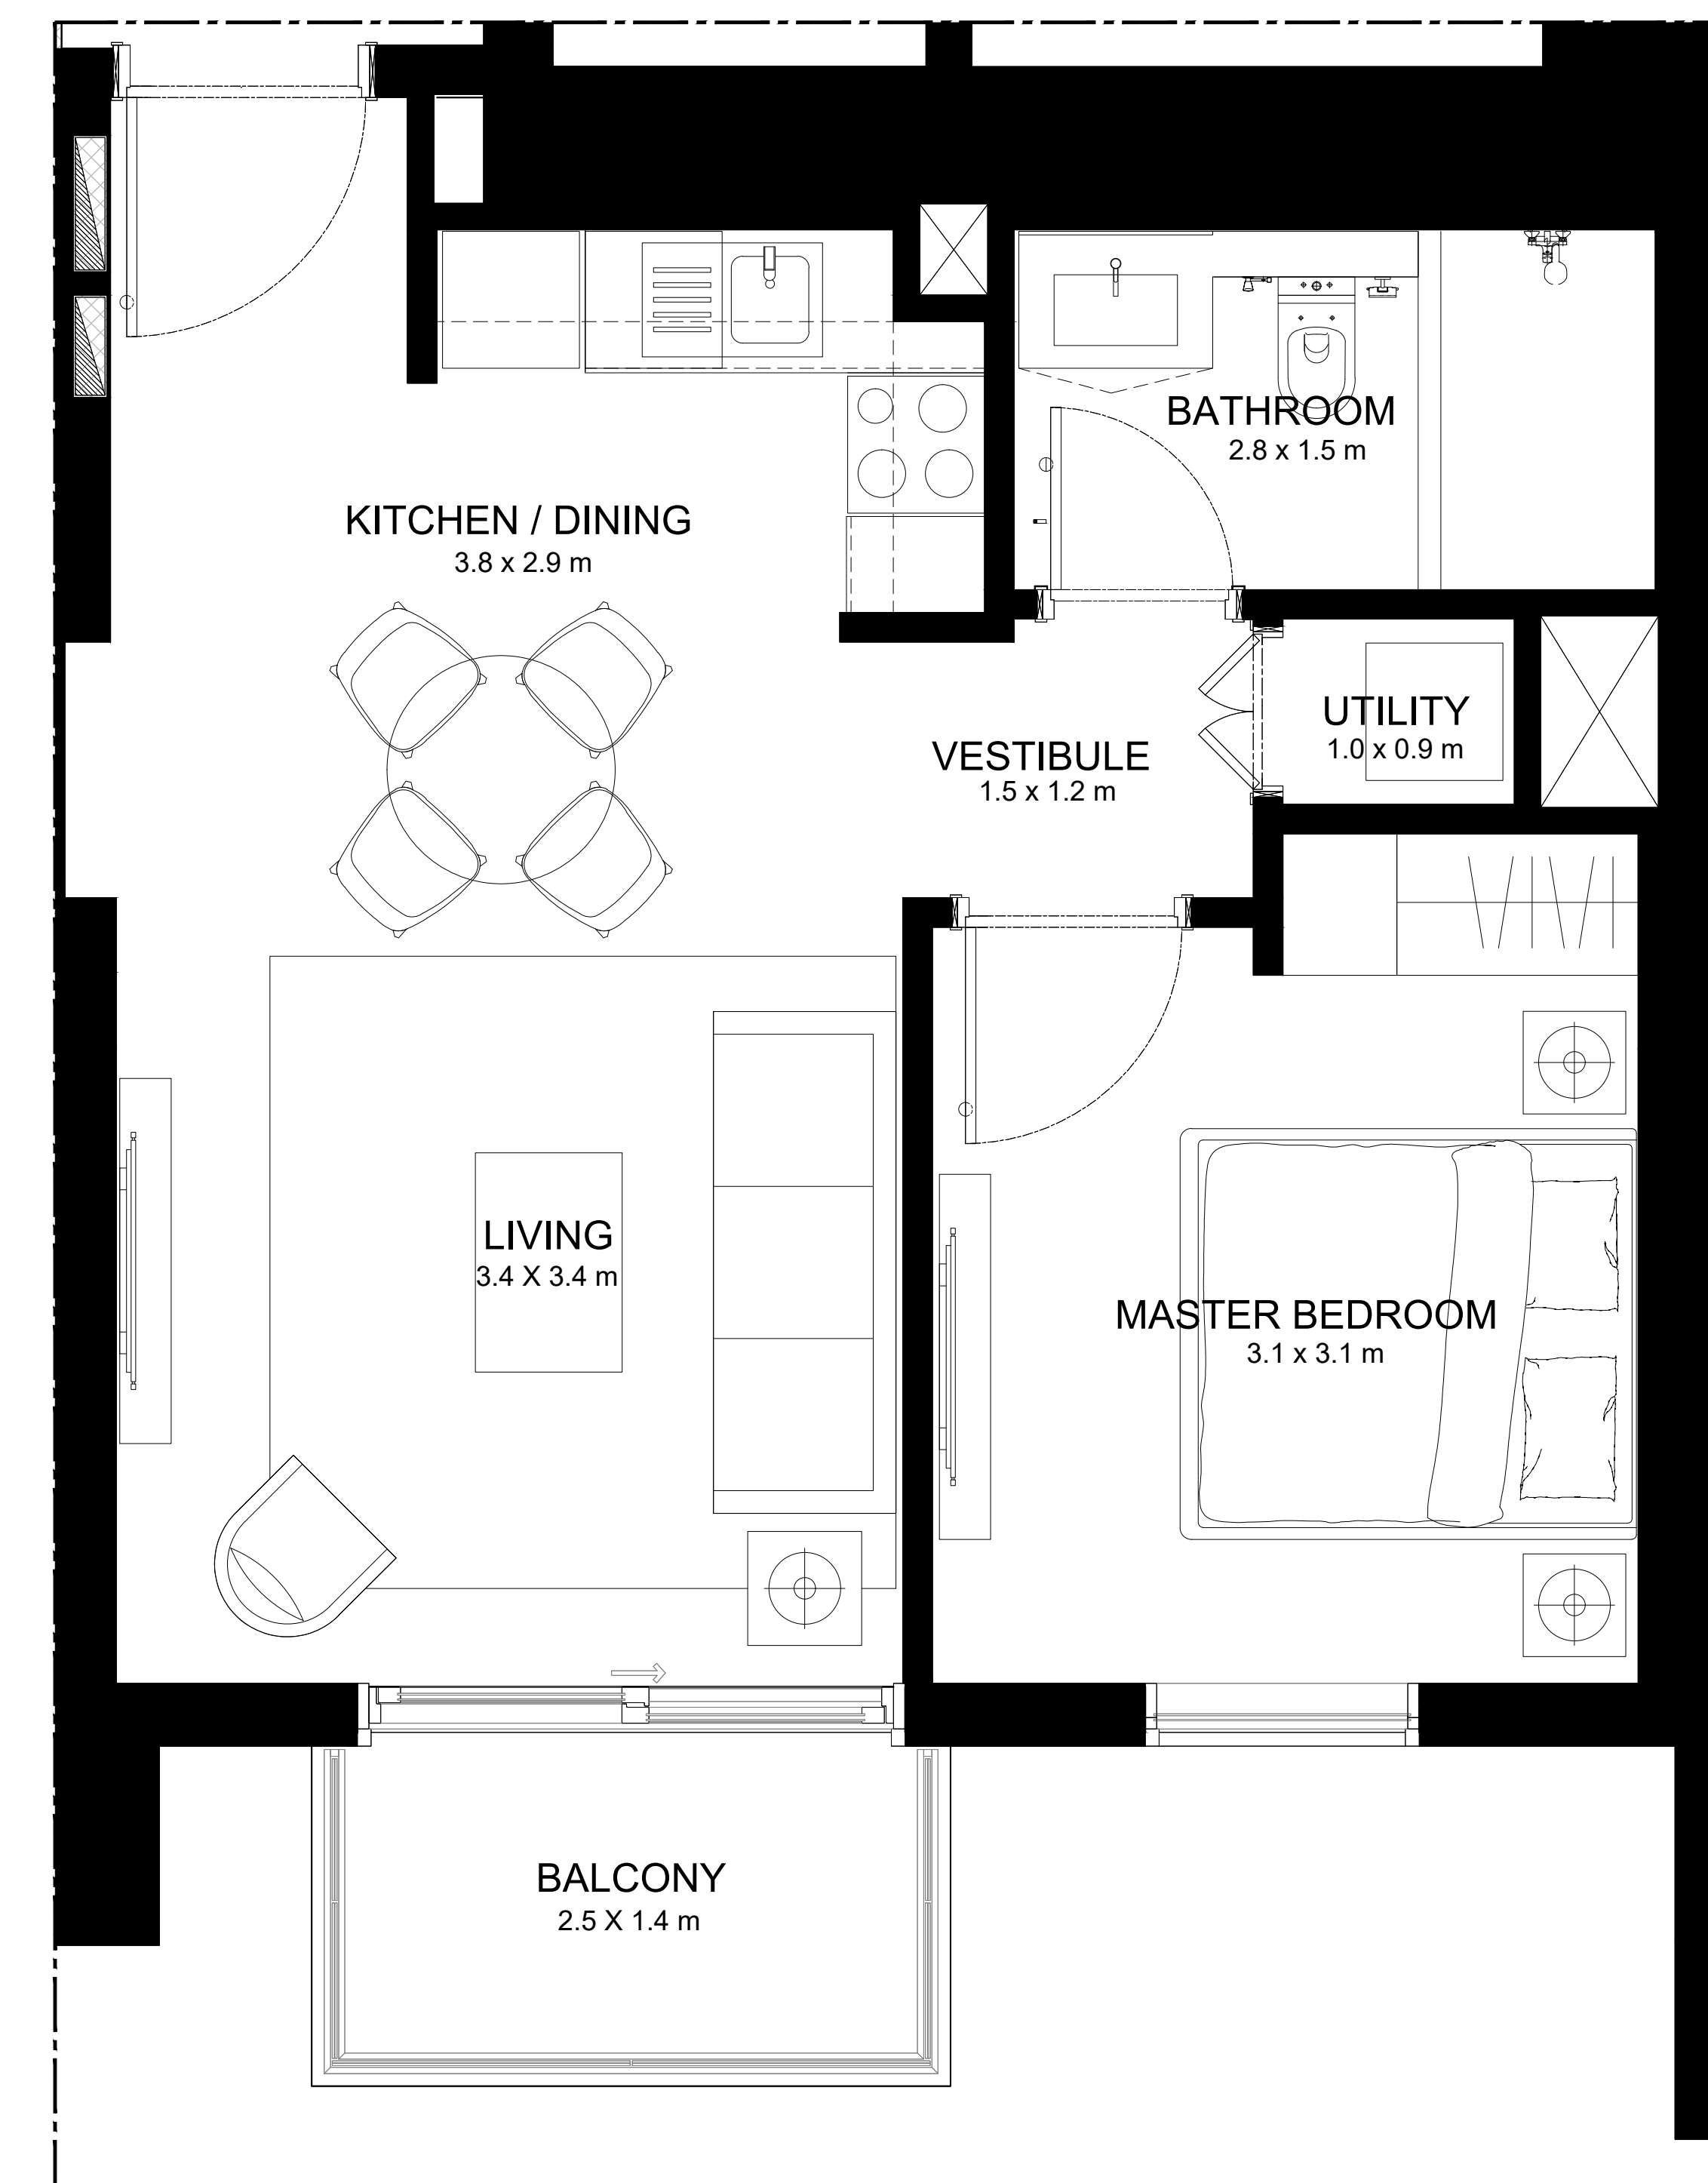 BATHROOM
2.8 x 1.5 m
KITCHEN / DINING
3.8 x 2.9 m
UTILITY
1.0 x 0.9 m
VESTIBULE
1.5 x 1.2 m
LIVING
3.4 X 3.4 m
MASTER BEDROOM
3.1 x 3.1 m
BALCONY
2.5 X 1.4 m